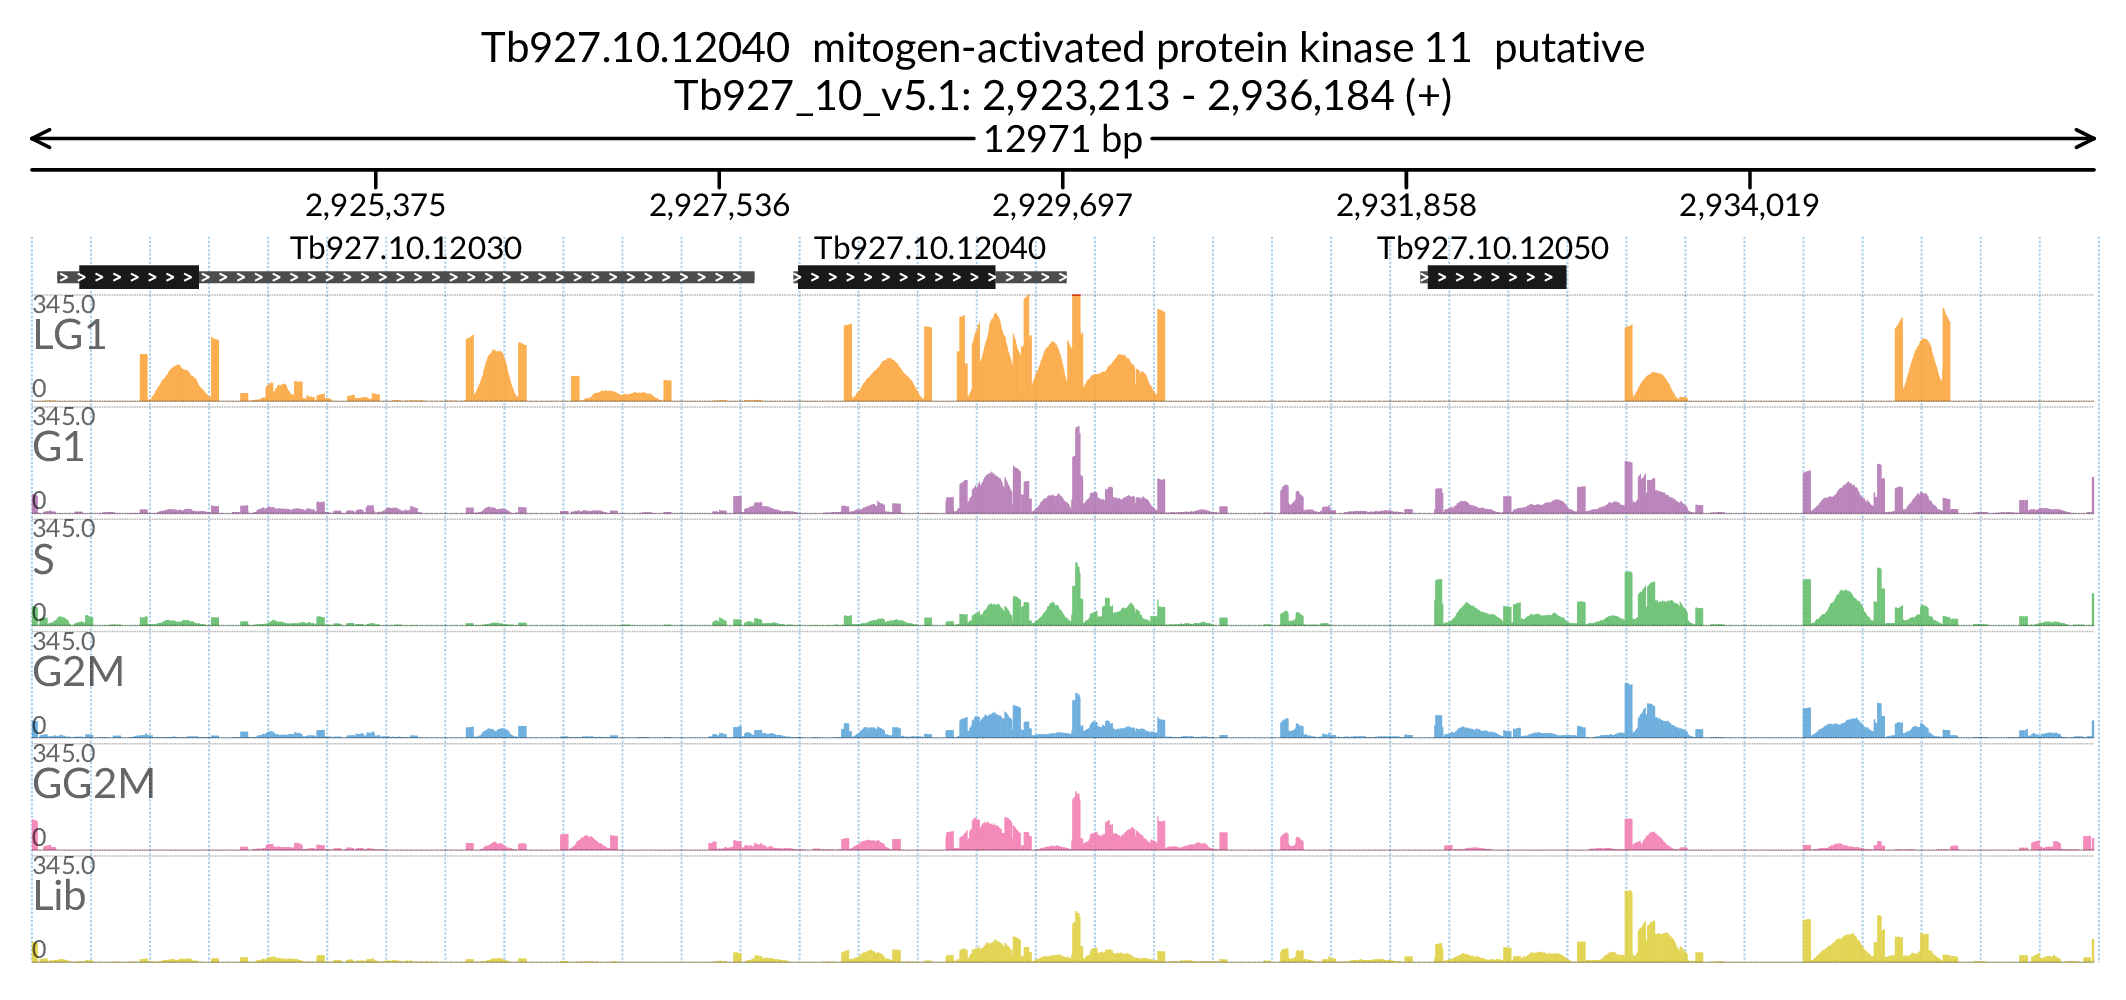 Tb927.10.12040  mitogen-activated protein kinase 11  putative
Tb927_10_v5.1: 2,923,213 - 2,936,184 (+)
12971 bp
2,925,375 2,927,536 2,929,697 2,931,858 2,934,019
Tb927.10.12030 Tb927.10.12040 Tb927.10.12050
345.0
LG1
0
345.0
G1
0
345.0
S
0
345.0
G2M
0
345.0
GG2M
0
345.0
Lib
0